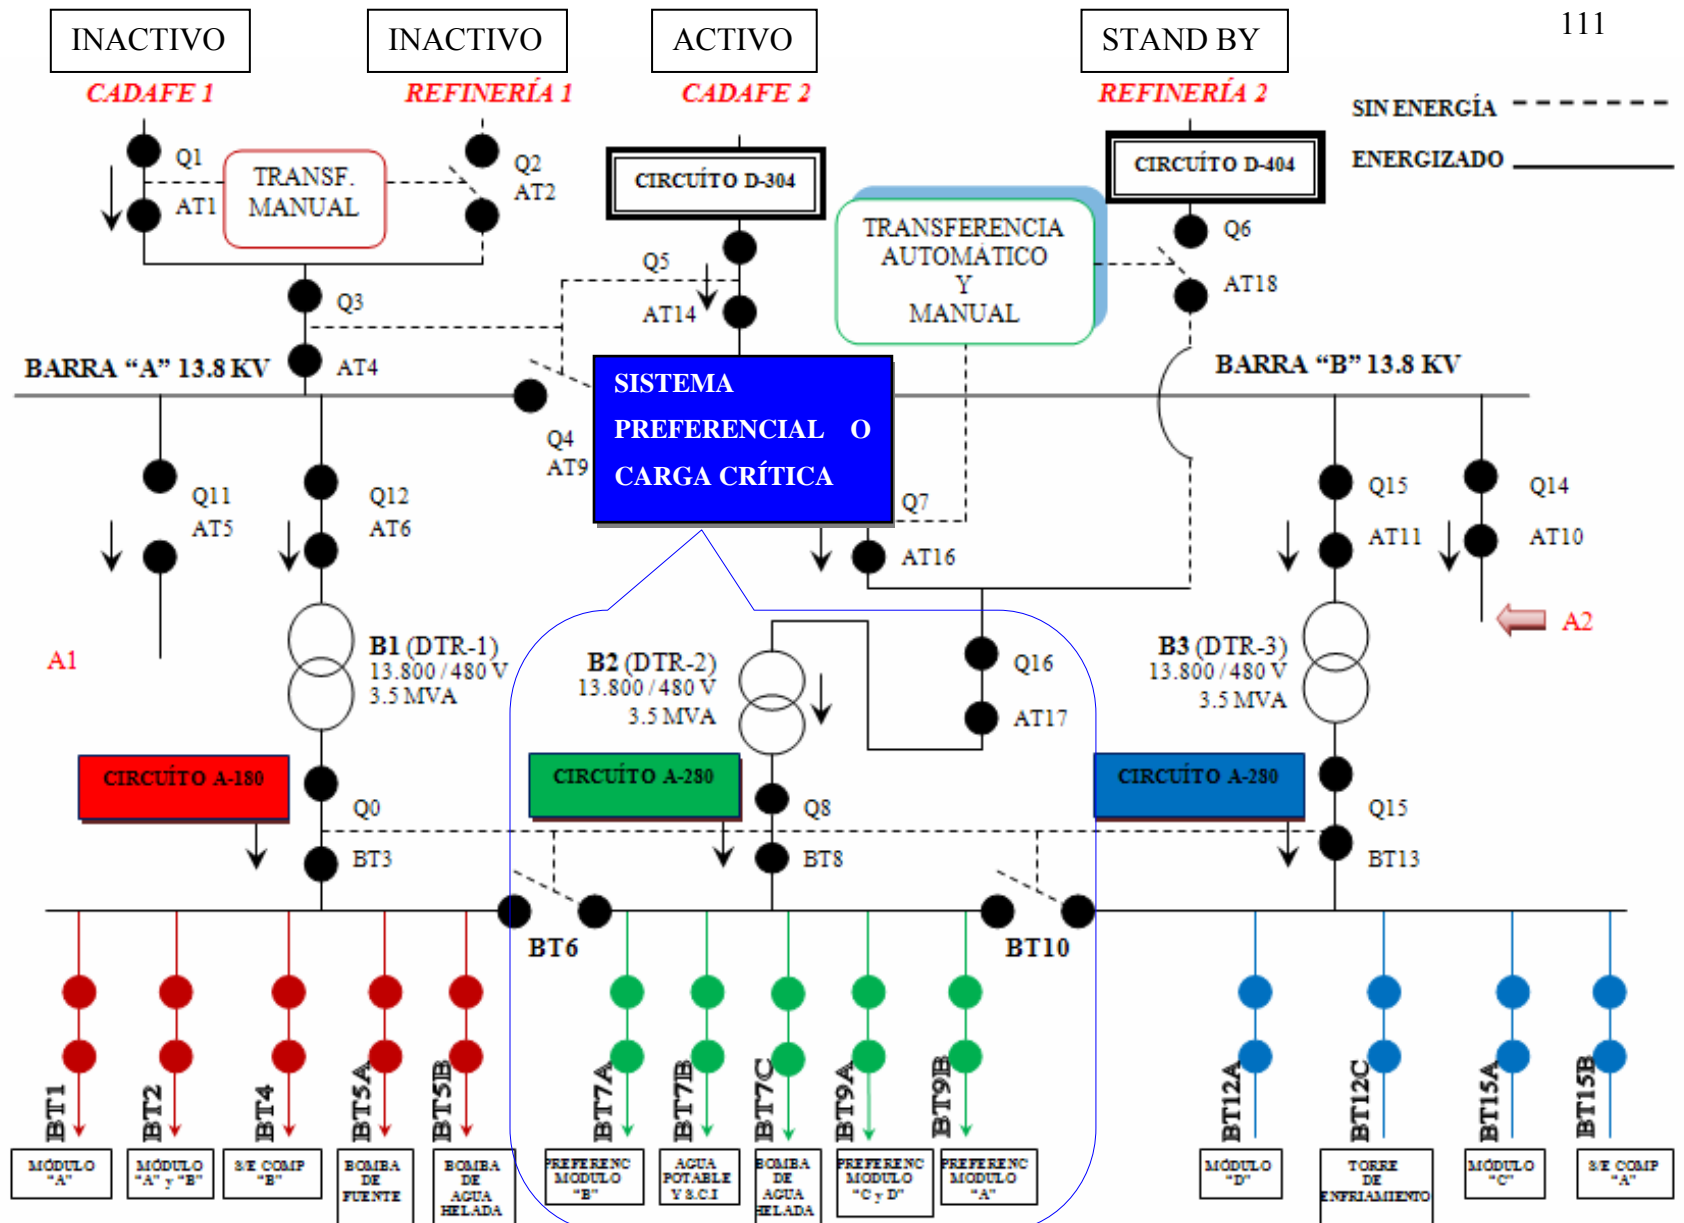 INACTIVO
INACTIVO
ACTIVO
STAND BY
111
CADAFE 1
REFINERÍA 1
CADAFE 2
REFINERÍA 2
SIN ENERGÍA
ENERGIZADO
Q1
AT1
TRANSF.
MANUAL
Q2
AT2
CIRCUÍTO D-304
CIRCUÍTO D-404
TRANSFERENCIA
AUTOMÁTICO
Y
MANUAL
Q6
AT18
Q5
AT14
Q3
AT4
BARRA “A” 13.8 KV
BARRA “B” 13.8 KV
SISTEMA
PREFERENCIAL O
CARGA CRÍTICA
Q4
AT9
Q11
AT5
Q12
AT6
Q7
AT16
Q15
AT11
Q14
AT10
A1
A2
B1 (DTR-1)
13.800 / 480 V
3.5 MVA
B2 (DTR-2)
13.800 / 480 V
3.5 MVA
Q16
AT17
B3 (DTR-3)
13.800 / 480 V
3.5 MVA
CIRCUÍTO A-180
CIRCUÍTO A-280
CIRCUÍTO A-280
Q0
BT3
Q8
BT8
Q15
BT13
BT6
BT10
BT1
BT2
BT4
BT5A
BT5B
BT7A
BT7B
BT7C
BT9A
BT9B
BT12A
BT12C
BT15A
BT15B
MÓDULO
“A”
MÓDULO
“A” y “B”
S/E COMP
“B”
BOMBA
DE
FUENTE
BOMBA
DE
AGUA
HELADA
PREFERENC
MODULO
“B”
AGUA
POTABLE
Y S.C.I
BOMBA
DE
AGUA
HELADA
PREFERENC
MODULO
“C y D”
PREFERENC
MODULO
“A”
MÓDULO
“D”
TORRE
DE
ENFRIAMIENTO
MÓDULO
“C”
S/E COMP
“A”